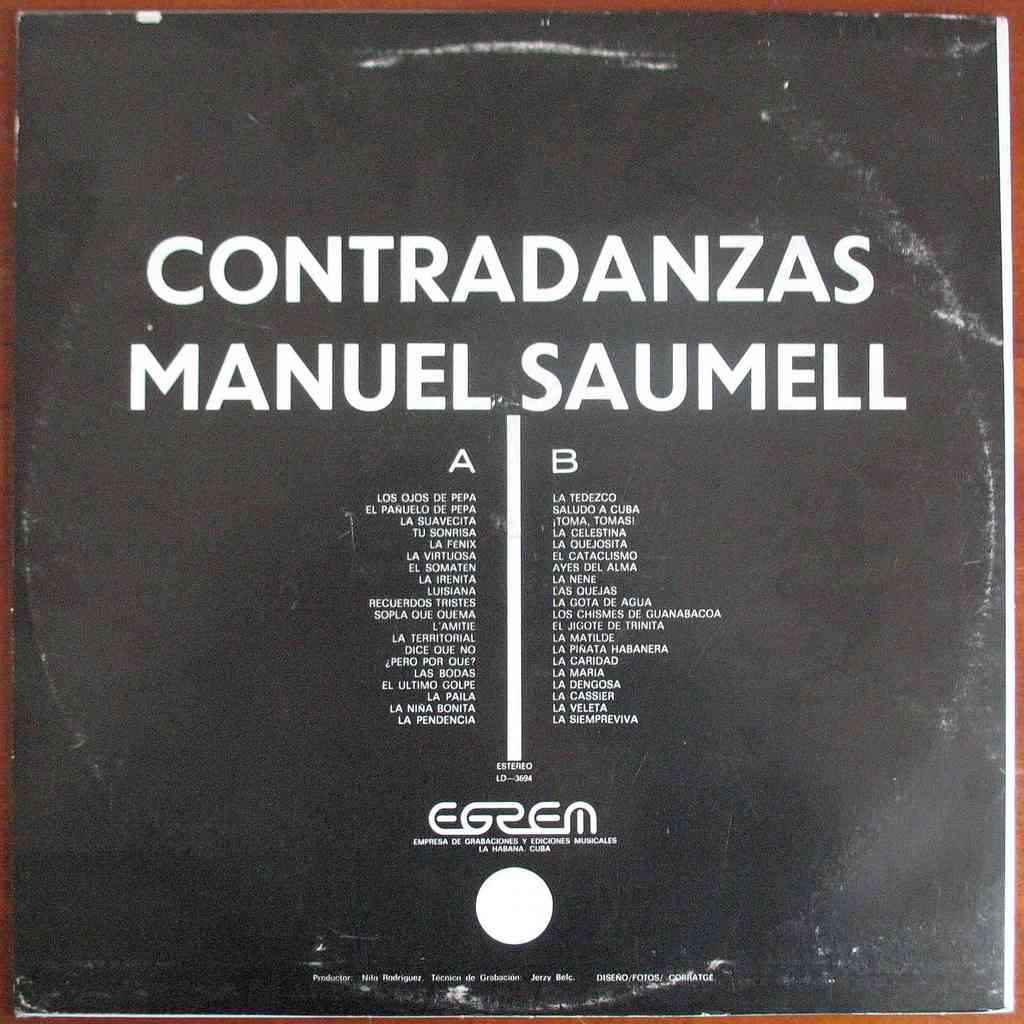 CONTRADANZAS
MANUEL SAUMELL
A
LOS OJOS DE PEPA
EL PAÑUELO DE PEPA
LA SUAVECITA
TU SONRISA
LA FENIX
LA VIRTUOSA
EL SOMATEN
LA IRENITA
LUISIANA
RECUERDOS TRISTES
SOPLA QUE QUEMA
L'AMITIE
LA TERRITORIAL
DICE QUE NO
¿PERO POR QUE?
LAS BODAS
EL ULTIMO GOLPE
LA PAILA
LA NIÑA BONITA
LA PENDENCIA
B
LA TEDEZCO
SALUDO A CUBA
¡TOMA, TOMAS!
LA CELESTINA
LA QUEJOSITA
EL CATACLISMO
AYES DEL ALMA
LA NENE
LAS QUEJAS
LA GOTA DE AGUA
LOS CHISMES DE GUANABACOA
EL JIGOTE DE TRINITA
LA MATILDE
LA PIÑATA HABANERA
LA CARIDAD
LA MARIA
LA DENGOSA
LA CASSIER
LA VELETA
LA SIEMPREVIVA
ESTEREO
LD—3694
EGREM
EMPRESA DE GRABACIONES Y EDICIONES MUSICALES
LA HABANA, CUBA
Productor: Nilo Rodríguez. Técnico de Grabación: Jerzy Belc. DISEÑO/FOTOS/ CORRATGE